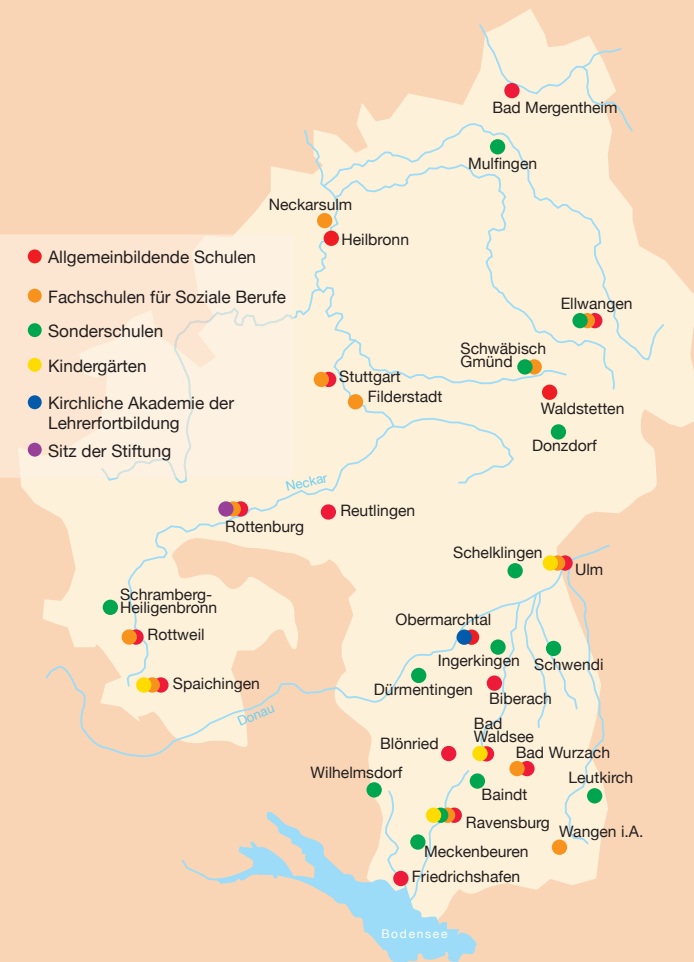 Bad Mergentheim
Mulfingen
Neckarsulm
Heilbronn
Allgemeinbildende Schulen
Fachschulen für Soziale Berufe
Sonderschulen
Kindergärten
Kirchliche Akademie der
Lehrerfortbildung
Sitz der Stiftung
Ellwangen
Schwäbisch
Gmünd
Stuttgart
Filderstadt
Waldstetten
Donzdorf
Neckar
Rottenburg
Reutlingen
Schelklingen
Ulm
Schramberg-
Heiligenbronn
Rottweil
Obermarchtal
Ingerkingen
Schwendi
Spaichingen
Dürmentingen
Biberach
Donau
Bad
Waldsee
Blönried
Bad Wurzach
Wilhelmsdorf
Leutkirch
Baindt
Ravensburg
Wangen i.A.
Meckenbeuren
Friedrichshafen
Bodensee